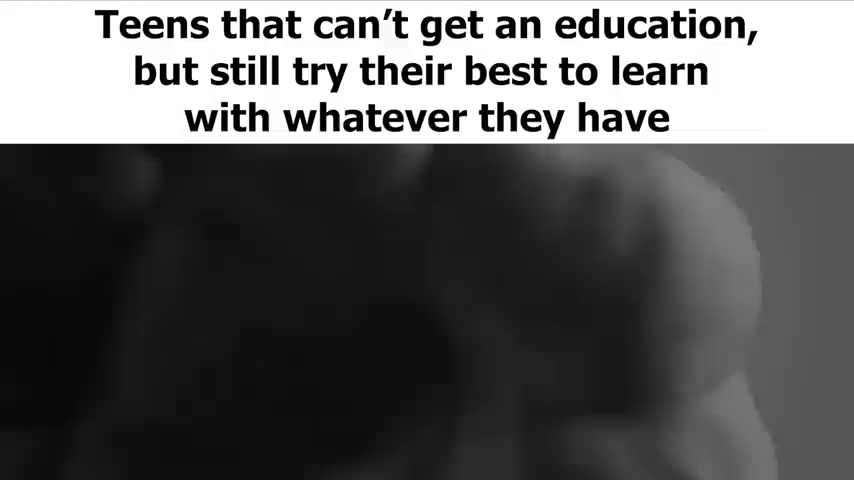 Teens that can’t get an education,
but still try their best to learn
with whatever they have